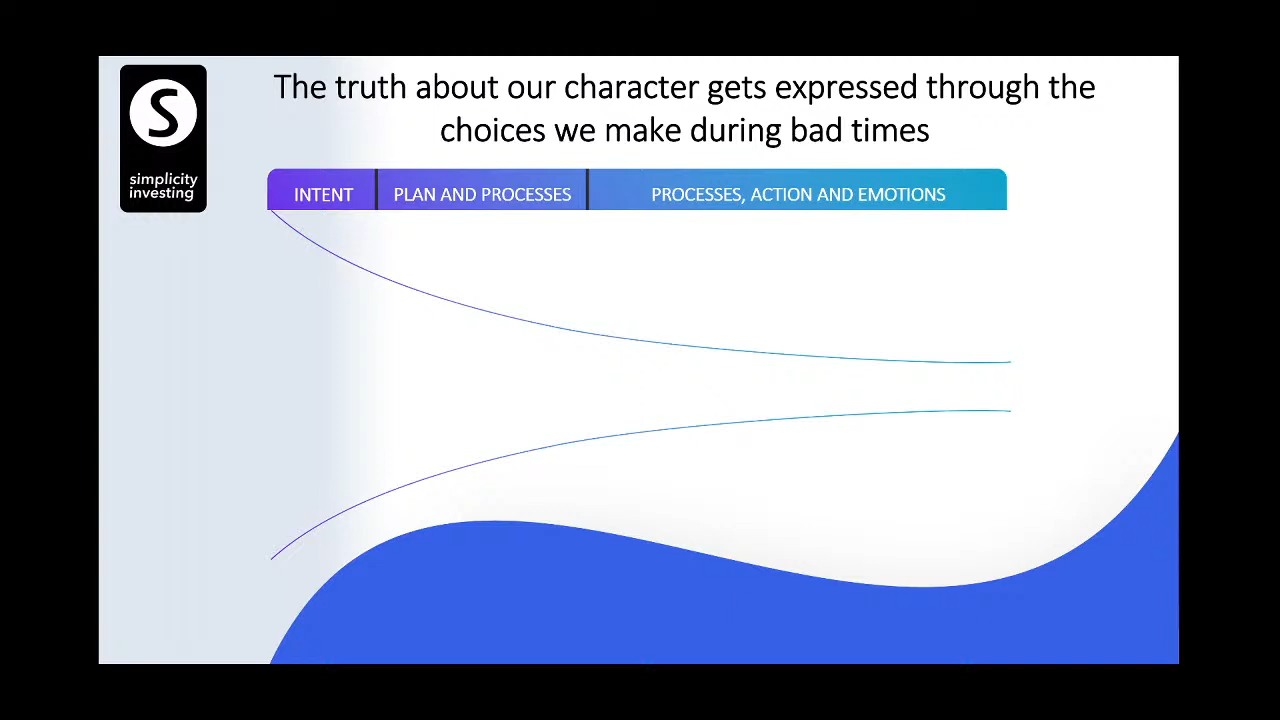 The truth about our character gets expressed through the
choices we make during bad times
S
simplicity
investing
INTENT
PLAN AND PROCESSES
PROCESSES, ACTION AND EMOTIONS